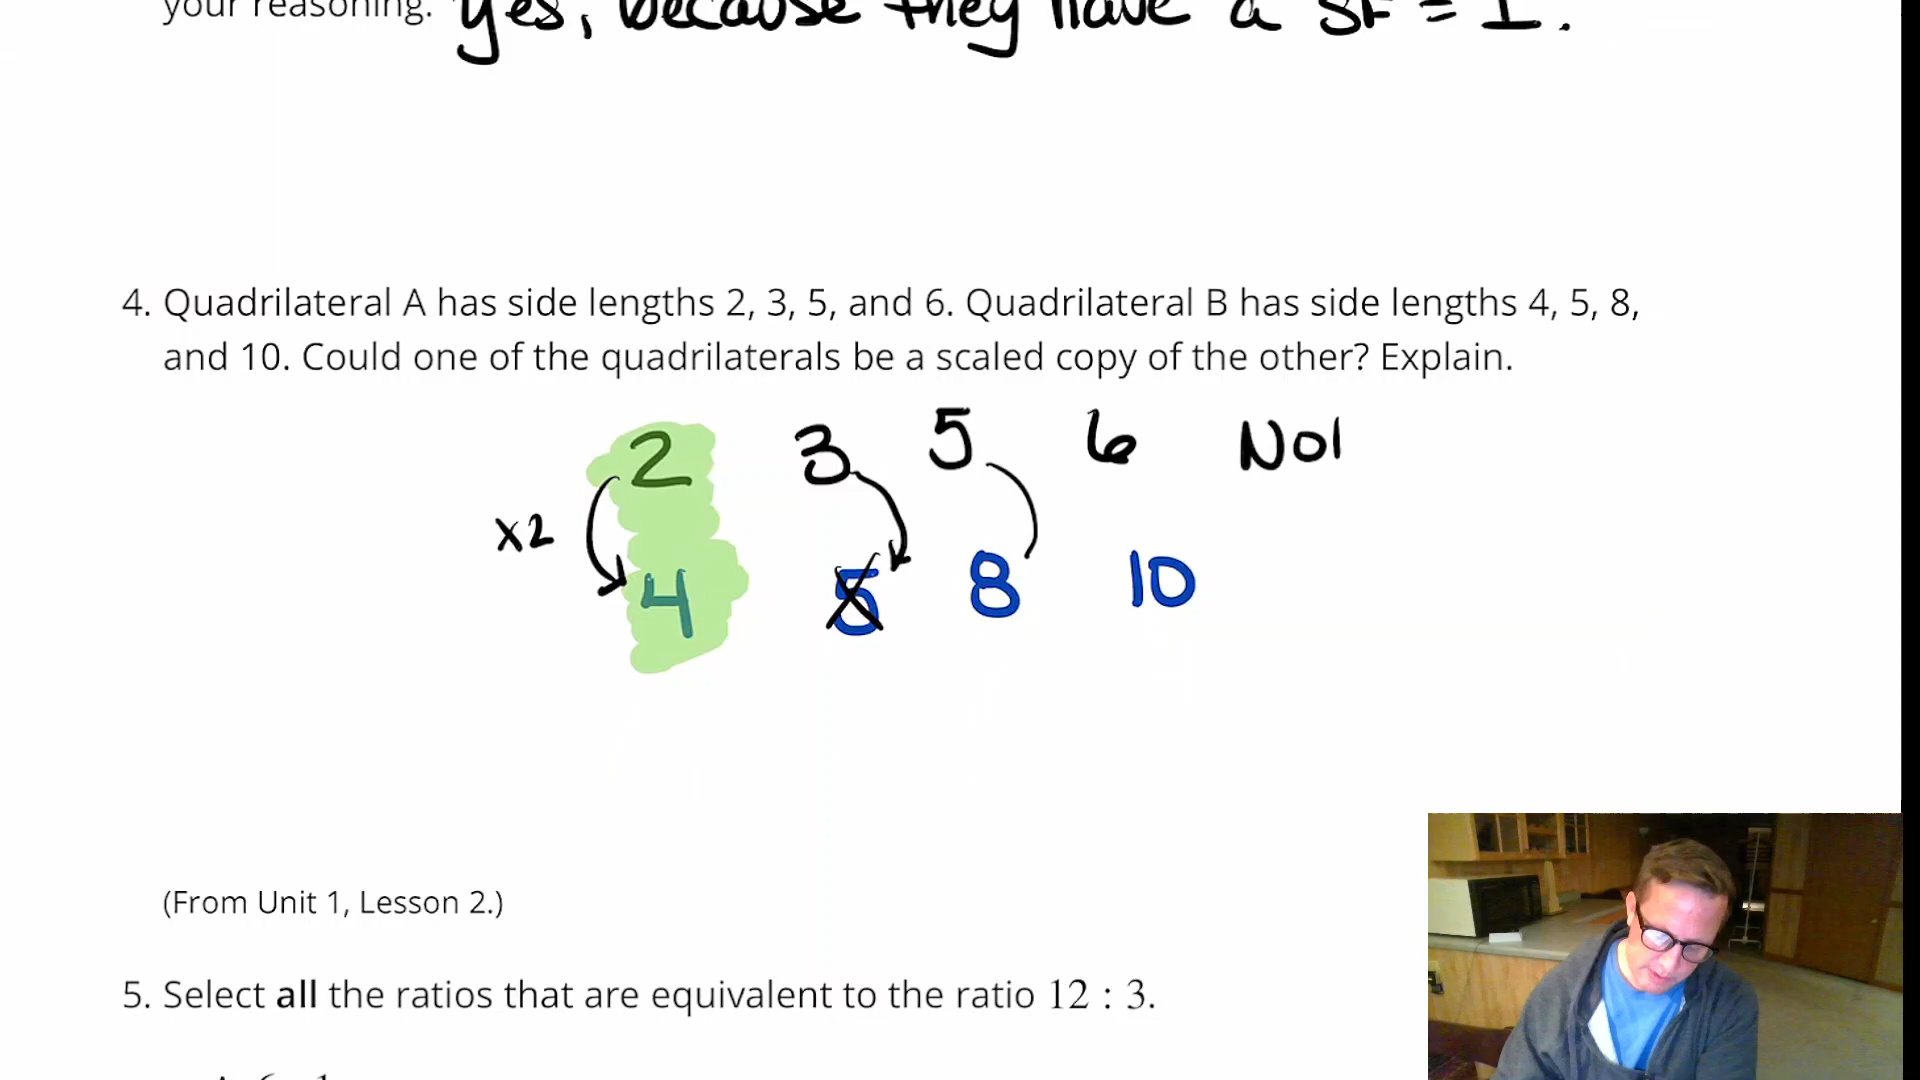 your reasoning. Yes, because they have a SF = 1.
4. Quadrilateral A has side lengths 2, 3, 5, and 6. Quadrilateral B has side lengths 4, 5, 8,
and 10. Could one of the quadrilaterals be a scaled copy of the other? Explain.
2 3 5 6 No!
x2
4 5 8 10
(From Unit 1, Lesson 2.)
5. Select all the ratios that are equivalent to the ratio 12 : 3.